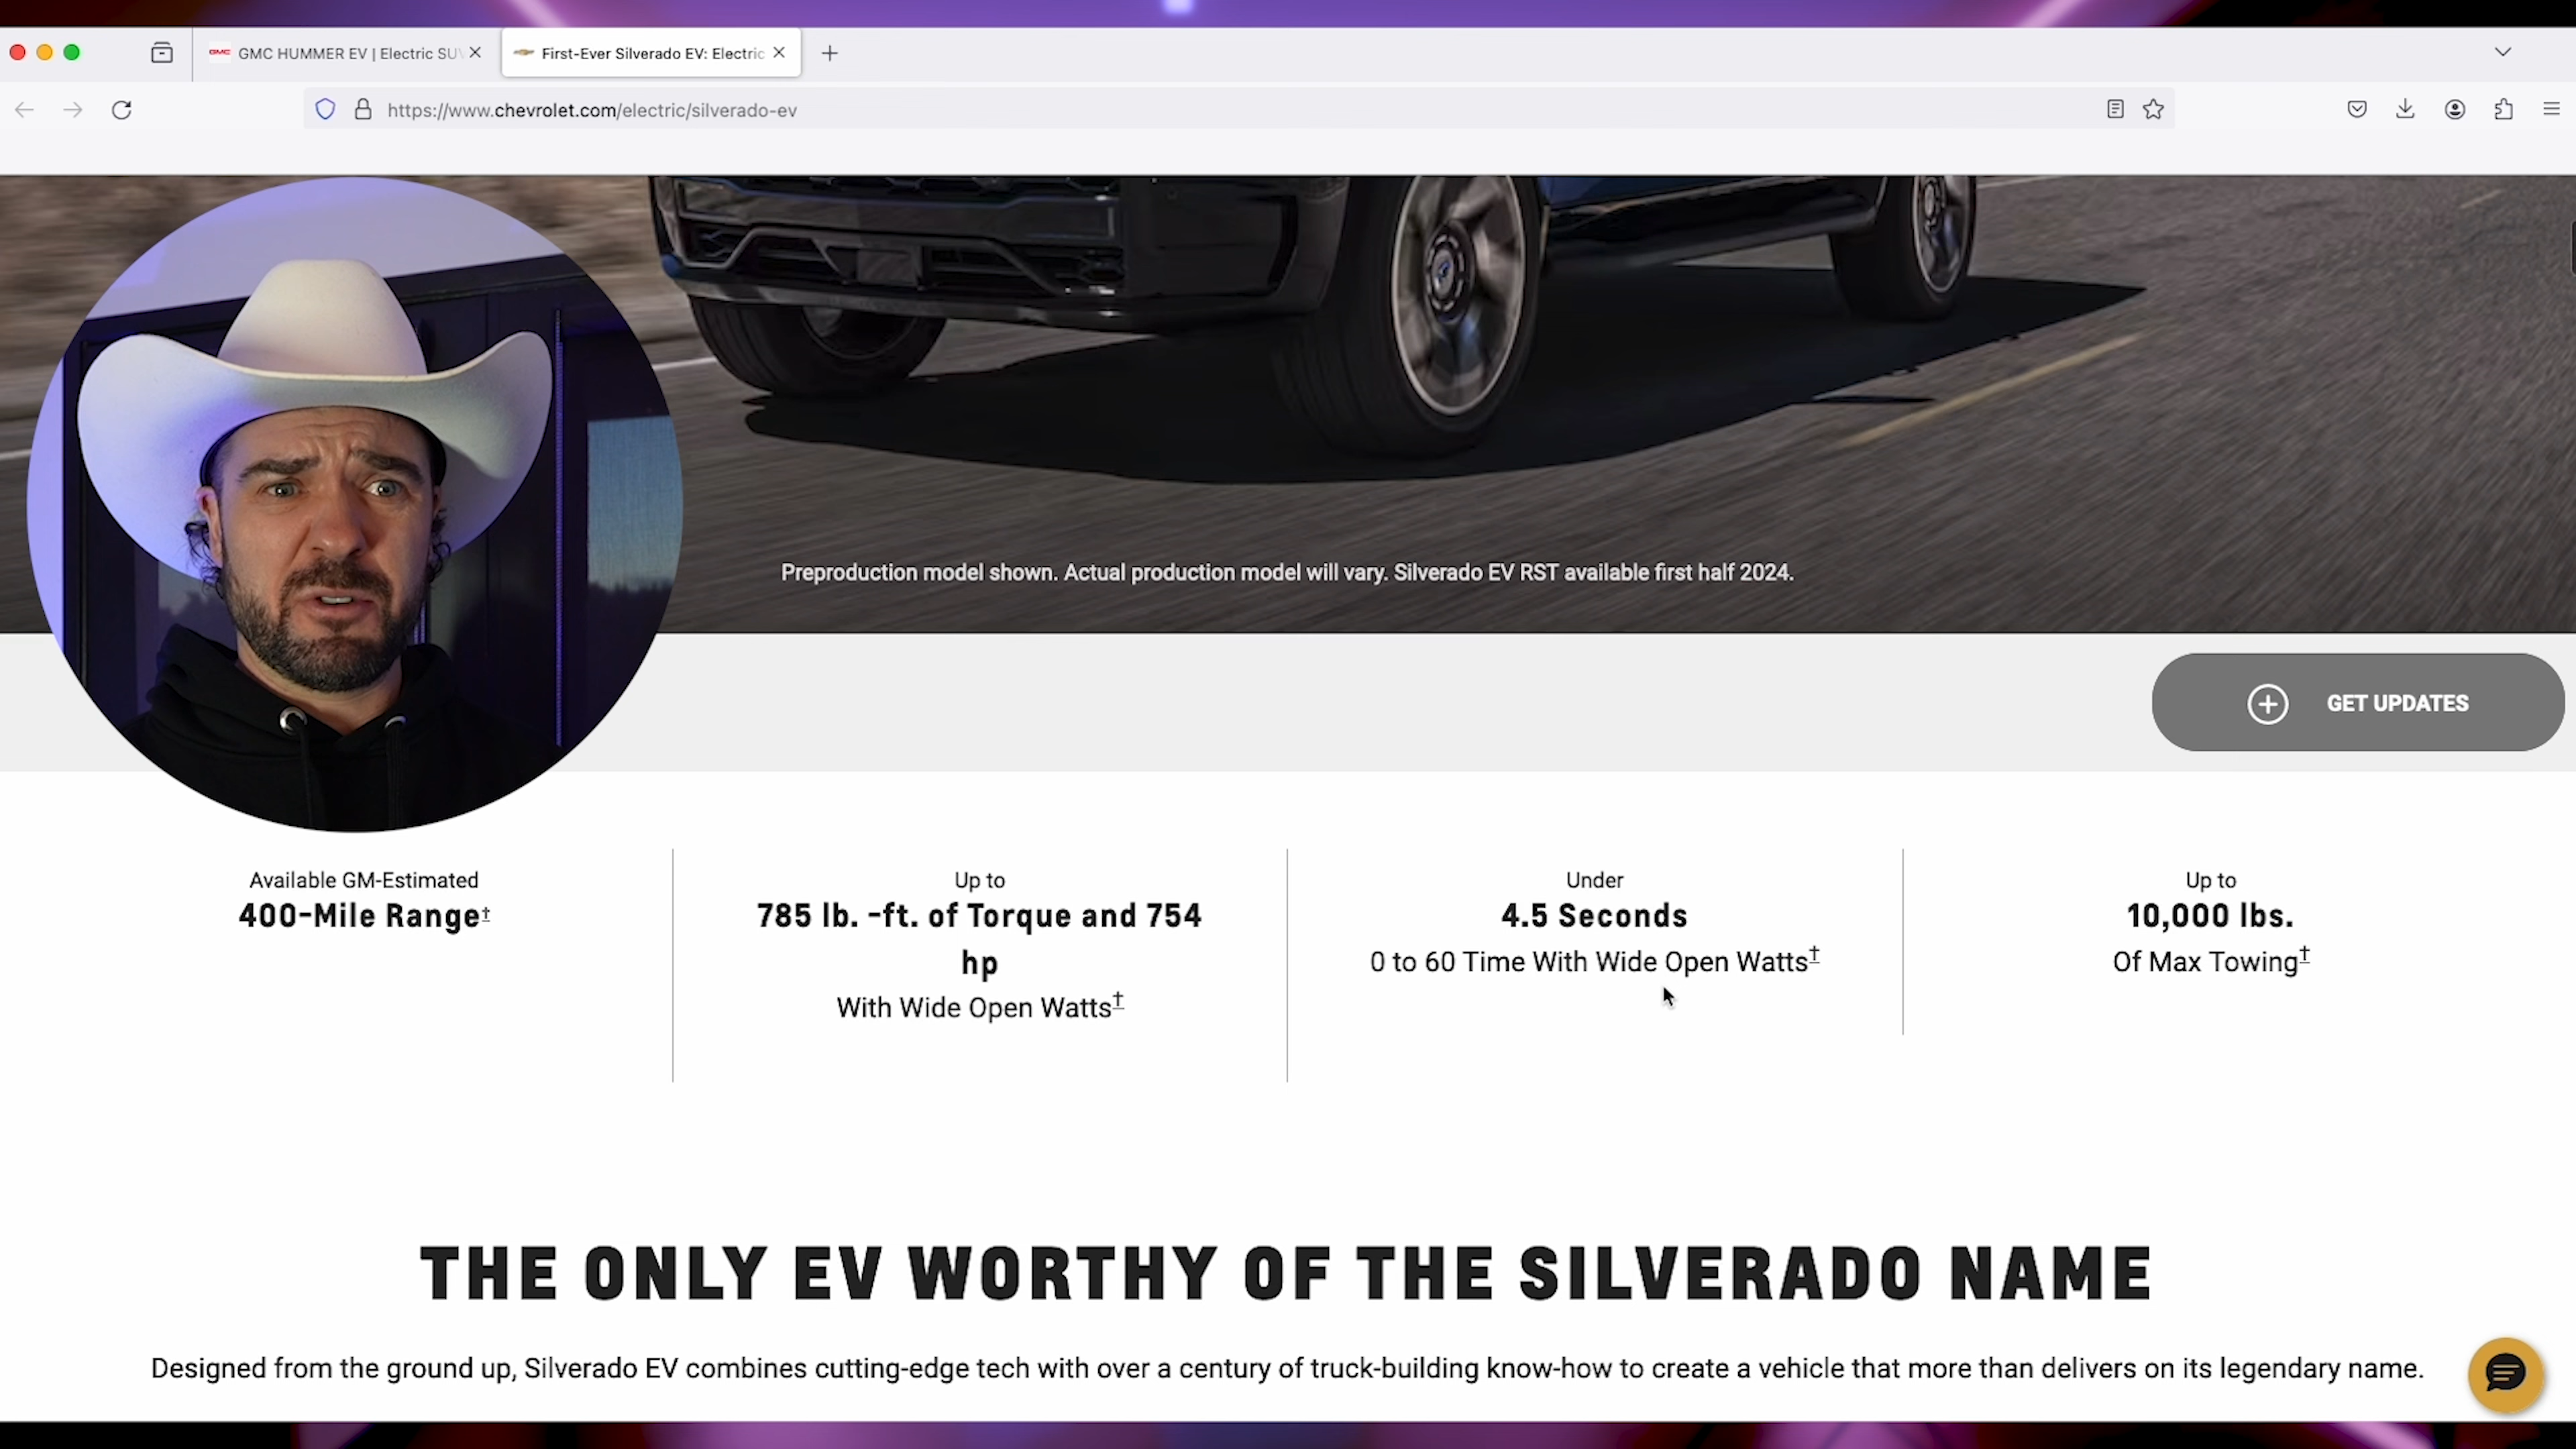 GMC
GMC HUMMER EV | Electric SUV
First-Ever Silverado EV: Electric
https://www.chevrolet.com/electric/silverado-ev
Preproduction model shown. Actual production model will vary. Silverado EV RST available first half 2024.
GET UPDATES
Available GM-Estimated
400-Mile Range†
Up to
785 lb. -ft. of Torque and 754
hp
With Wide Open Watts†
Under
4.5 Seconds
0 to 60 Time With Wide Open Watts†
Up to
10,000 lbs.
Of Max Towing†
THE ONLY EV WORTHY OF THE SILVERADO NAME
Designed from the ground up, Silverado EV combines cutting-edge tech with over a century of truck-building know-how to create a vehicle that more than delivers on its legendary name.